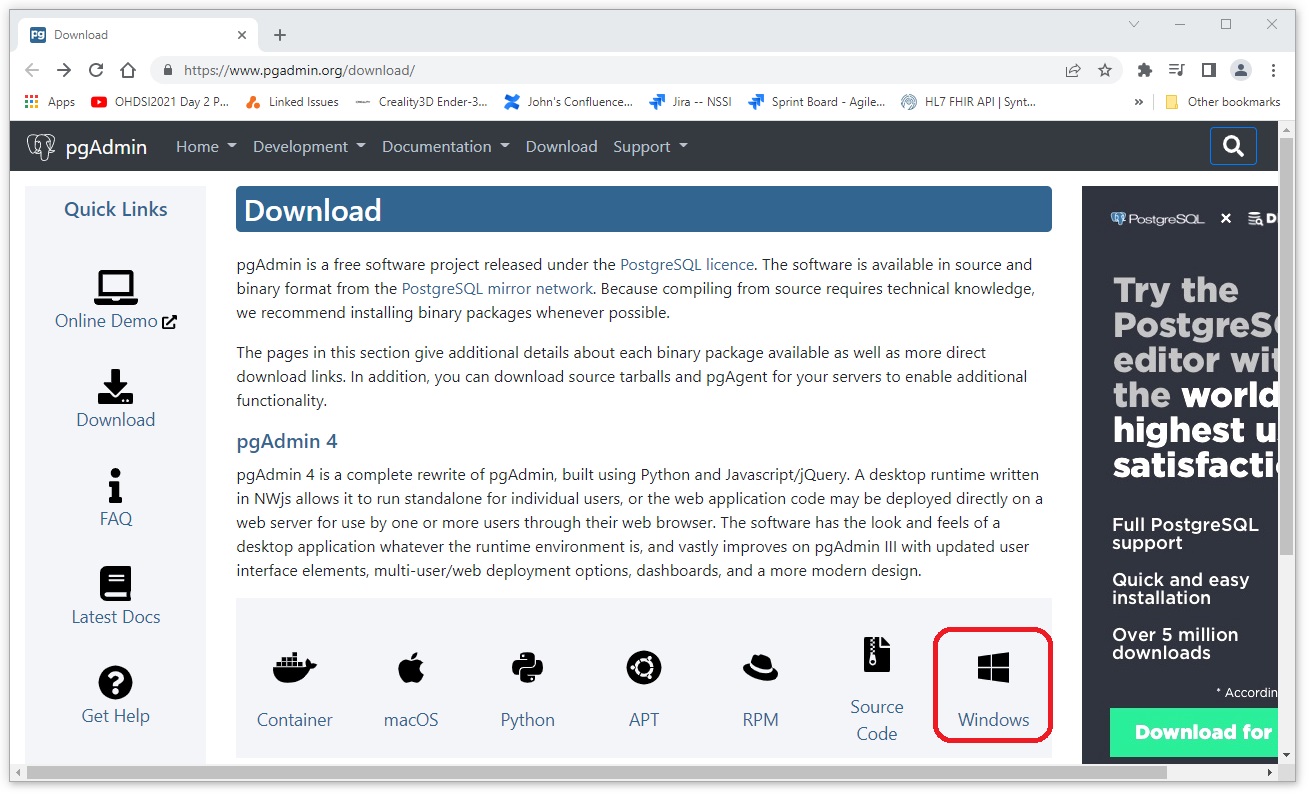 Download
https://www.pgadmin.org/download/
Apps
OHDSI2021 Day 2 P...
Linked Issues
Creality3D Ender-3...
John's Confluence...
Jira -- NSSI
Sprint Board - Agile...
HL7 FHIR API | Synt...
»
Other bookmarks
pgAdmin
Home
Development
Documentation
Download
Support
Quick Links
Online Demo
Download
FAQ
Latest Docs
Get Help
Download
pgAdmin is a free software project released under the PostgreSQL licence. The software is available in source and
binary format from the PostgreSQL mirror network. Because compiling from source requires technical knowledge,
we recommend installing binary packages whenever possible.
The pages in this section give additional details about each binary package available as well as more direct
download links. In addition, you can download source tarballs and pgAgent for your servers to enable additional
functionality.
pgAdmin 4
pgAdmin 4 is a complete rewrite of pgAdmin, built using Python and Javascript/jQuery. A desktop runtime written
in NWjs allows it to run standalone for individual users, or the web application code may be deployed directly on a
web server for use by one or more users through their web browser. The software has the look and feels of a
desktop application whatever the runtime environment is, and vastly improves on pgAdmin III with updated user
interface elements, multi-user/web deployment options, dashboards, and a more modern design.
Container
macOS
Python
APT
RPM
Source
Code
Windows
PostgreSQL × D
Try the
PostgreS
editor wit
the world
highest u
satisfacti
Full PostgreSQL
support
Quick and easy
installation
Over 5 million
downloads
* Accordin
Download for